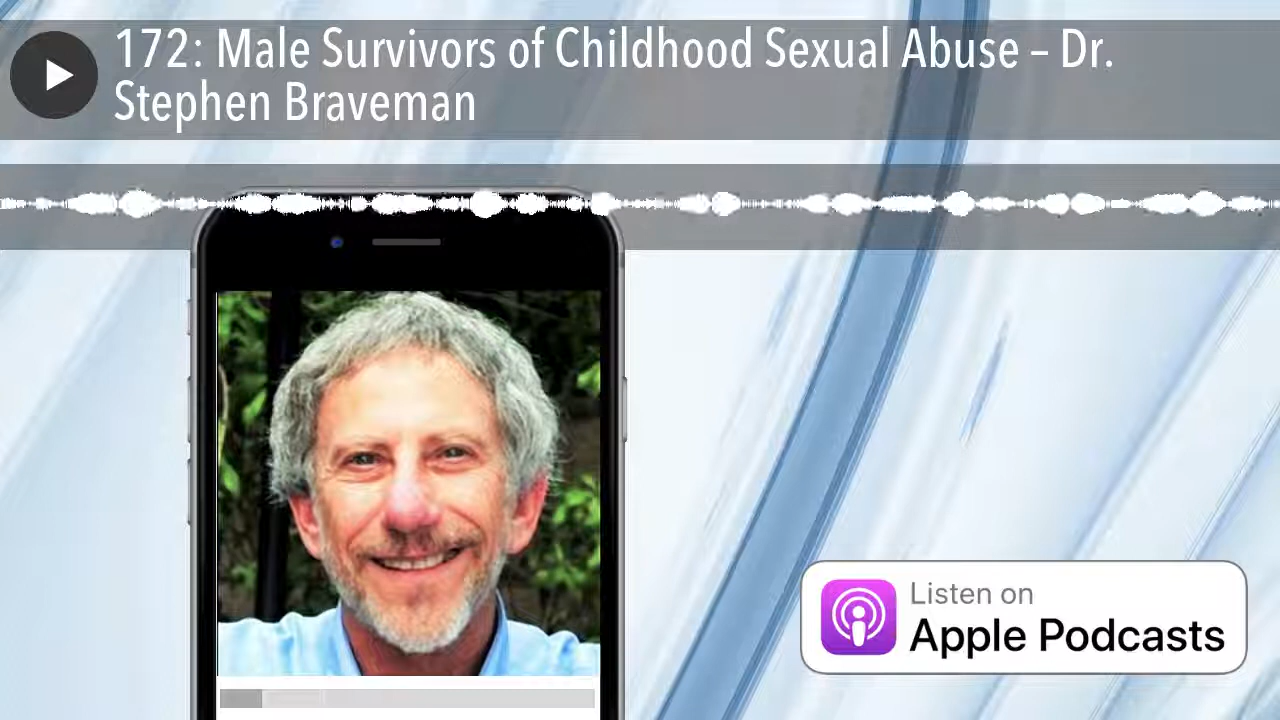 172: Male Survivors of Childhood Sexual Abuse – Dr.
Stephen Braveman
Listen on
Apple Podcasts